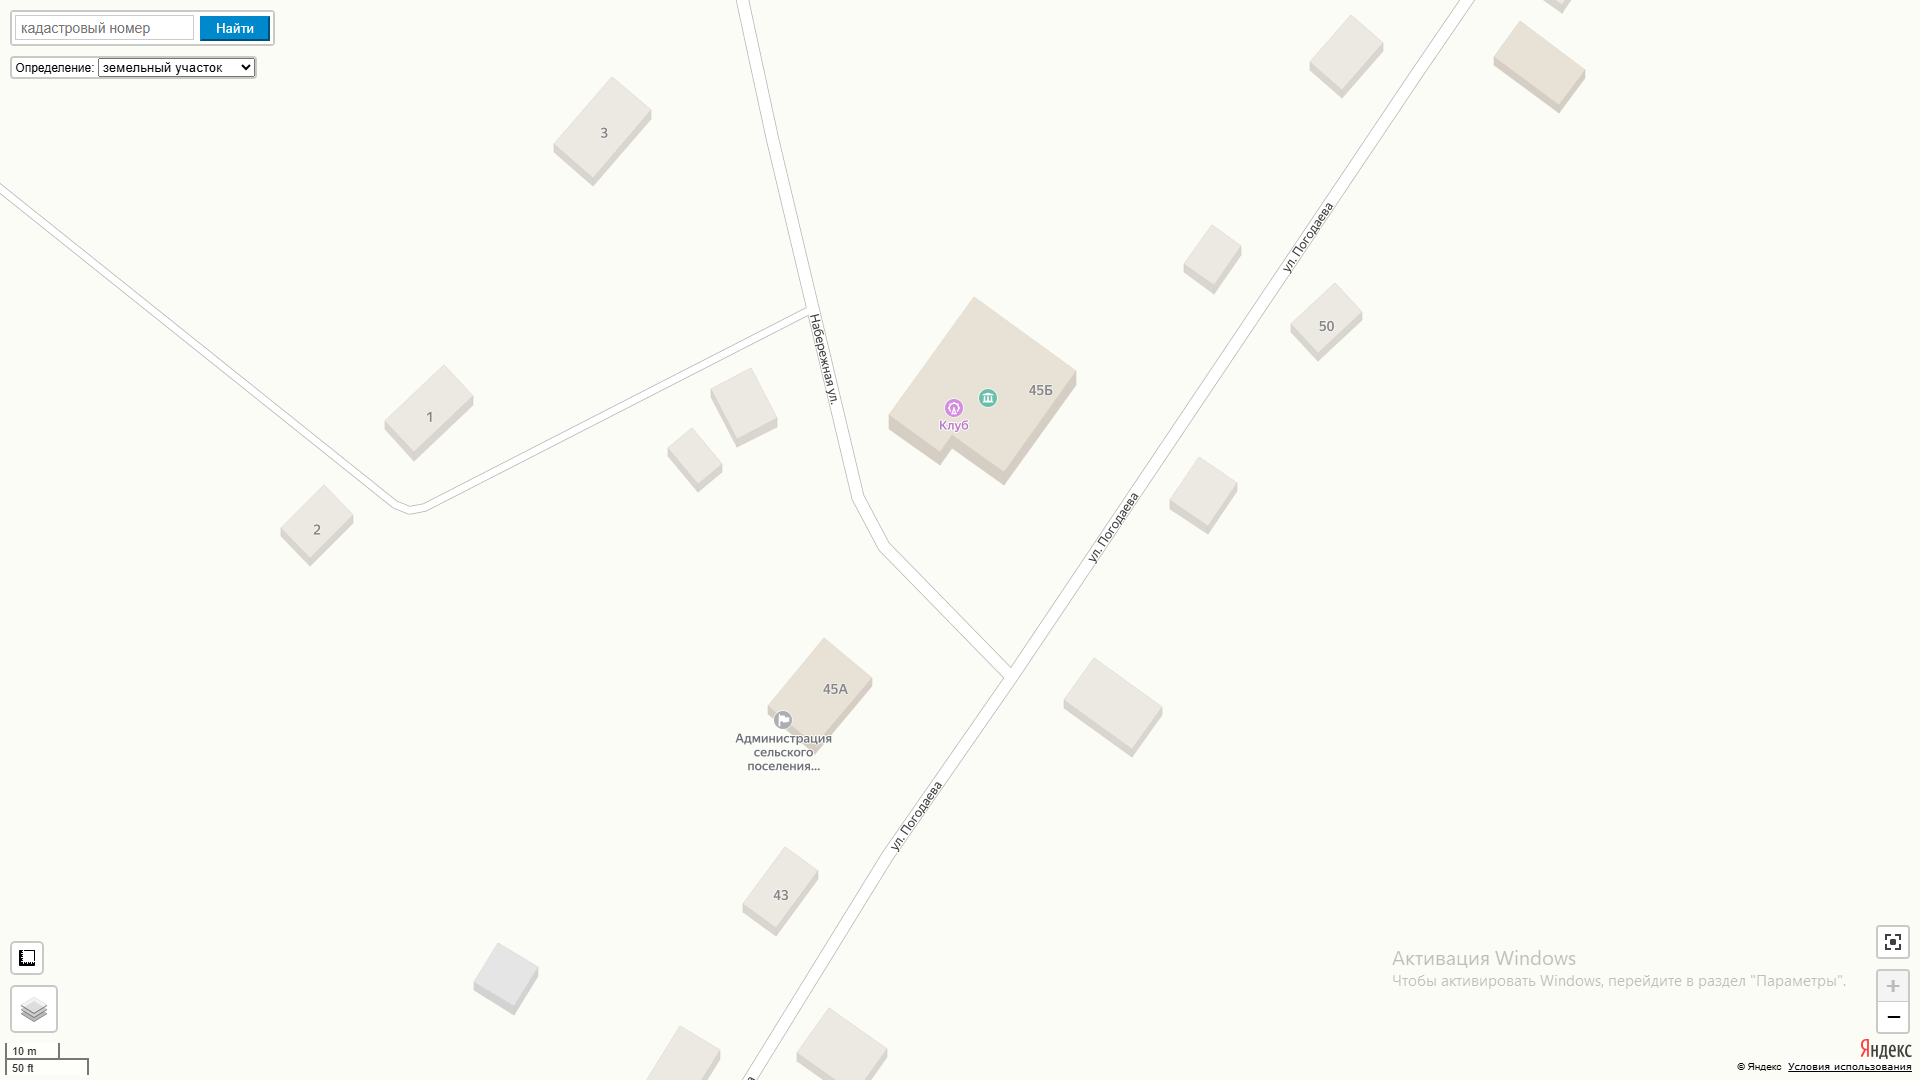 кадастровый номер
Найти
Определение: земельный участок
3
ул. Погодаева
50
Набережная ул.
45Б
Клуб
1
2
ул. Погодаева
45А
Администрация
сельского
поселения...
ул. Погодаева
43
Активация Windows
Чтобы активировать Windows, перейдите в раздел "Параметры".
+
−
10 m
50 ft
Яндекс
© Яндекс Условия использования